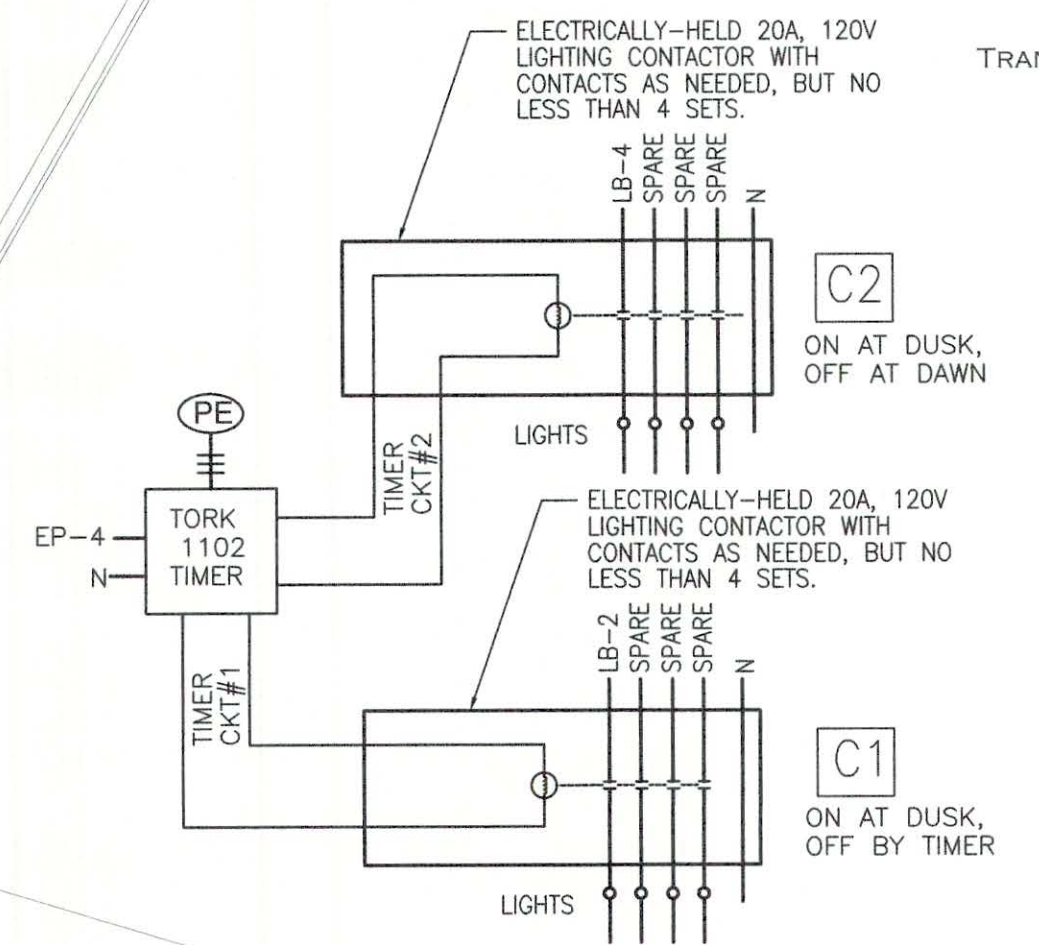 ELECTRICALLY-HELD 20A, 120V
LIGHTING CONTACTOR WITH
CONTACTS AS NEEDED, BUT NO
LESS THAN 4 SETS.
TRAN
LB-4
SPARE
SPARE
SPARE
N
C2
ON AT DUSK,
OFF AT DAWN
LIGHTS
PE
TIMER
CKT#2
EP-4
N
TORK
1102
TIMER
ELECTRICALLY-HELD 20A, 120V
LIGHTING CONTACTOR WITH
CONTACTS AS NEEDED, BUT NO
LESS THAN 4 SETS.
LB-2
SPARE
SPARE
SPARE
N
TIMER
CKT#1
C1
ON AT DUSK,
OFF BY TIMER
LIGHTS